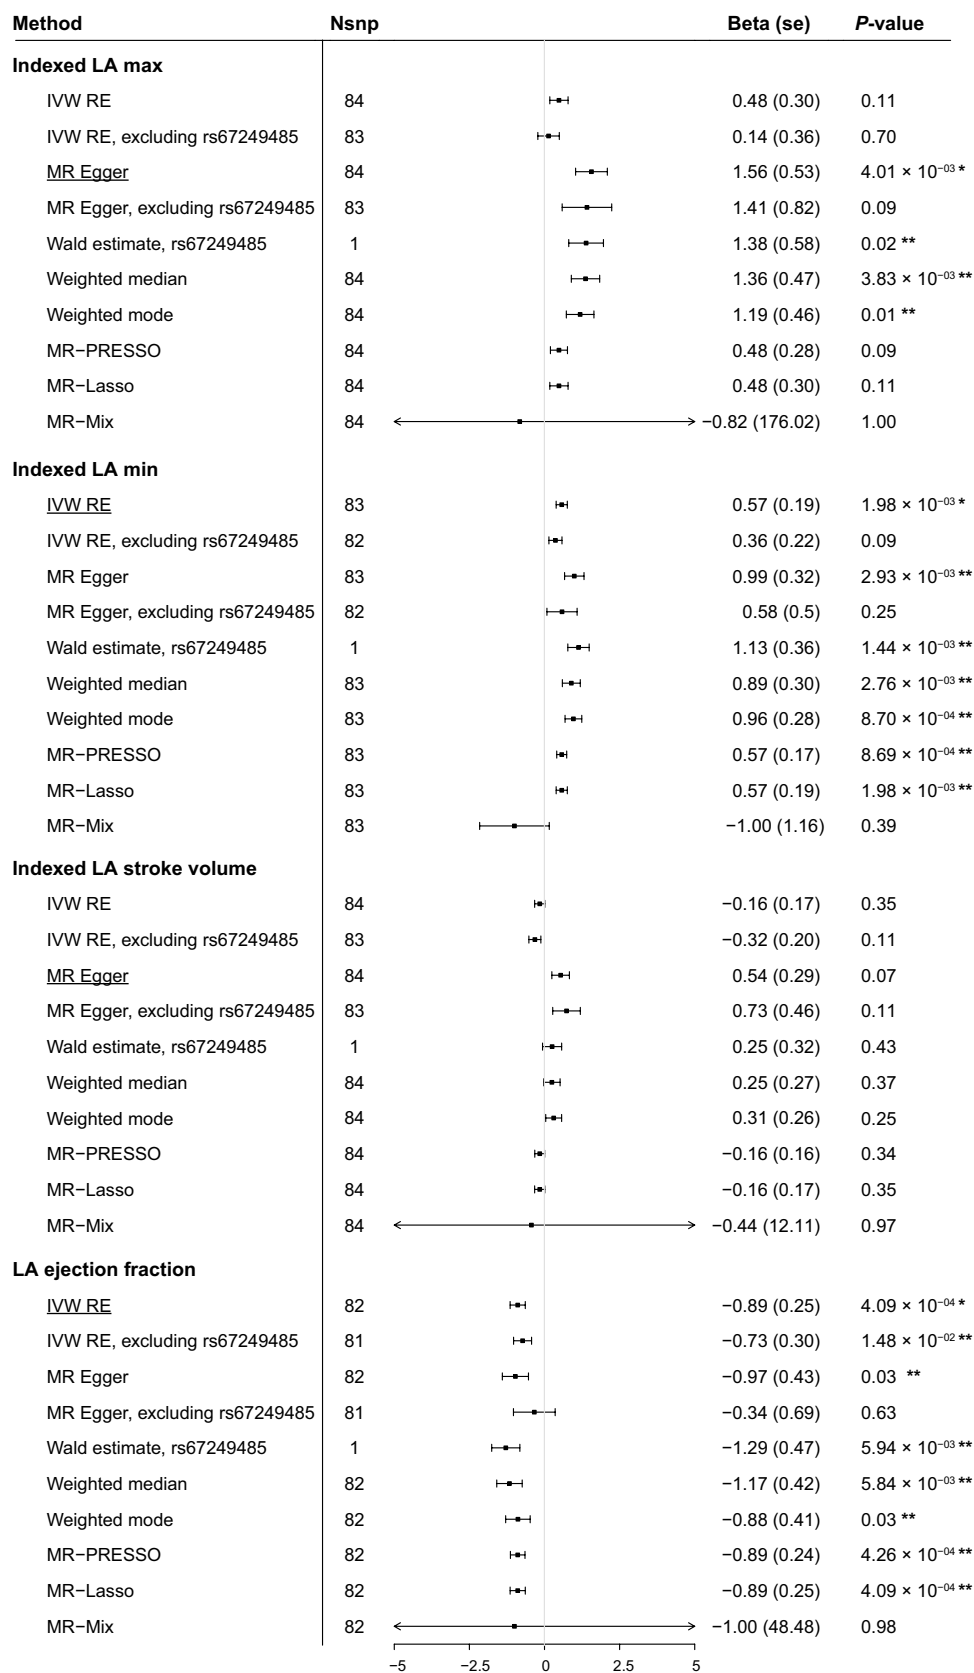 Method Nsnp Beta (se) P-value
Indexed LA max
IVW RE 84 0.48 (0.30) 0.11
IVW RE, excluding rs67249485 83 0.14 (0.36) 0.70
MR Egger 84 1.56 (0.53) 4.01 × 10⁻⁰³ *
MR Egger, excluding rs67249485 83 1.41 (0.82) 0.09
Wald estimate, rs67249485 1 1.38 (0.58) 0.02 **
Weighted median 84 1.36 (0.47) 3.83 × 10⁻⁰³ **
Weighted mode 84 1.19 (0.46) 0.01 **
MR−PRESSO 84 0.48 (0.28) 0.09
MR−Lasso 84 0.48 (0.30) 0.11
MR−Mix 84 −0.82 (176.02) 1.00
Indexed LA min
IVW RE 83 0.57 (0.19) 1.98 × 10⁻⁰³ *
IVW RE, excluding rs67249485 82 0.36 (0.22) 0.09
MR Egger 83 0.99 (0.32) 2.93 × 10⁻⁰³ **
MR Egger, excluding rs67249485 82 0.58 (0.5) 0.25
Wald estimate, rs67249485 1 1.13 (0.36) 1.44 × 10⁻⁰³ **
Weighted median 83 0.89 (0.30) 2.76 × 10⁻⁰³ **
Weighted mode 83 0.96 (0.28) 8.70 × 10⁻⁰⁴ **
MR−PRESSO 83 0.57 (0.17) 8.69 × 10⁻⁰⁴ **
MR−Lasso 83 0.57 (0.19) 1.98 × 10⁻⁰³ **
MR−Mix 83 −1.00 (1.16) 0.39
Indexed LA stroke volume
IVW RE 84 −0.16 (0.17) 0.35
IVW RE, excluding rs67249485 83 −0.32 (0.20) 0.11
MR Egger 84 0.54 (0.29) 0.07
MR Egger, excluding rs67249485 83 0.73 (0.46) 0.11
Wald estimate, rs67249485 1 0.25 (0.32) 0.43
Weighted median 84 0.25 (0.27) 0.37
Weighted mode 84 0.31 (0.26) 0.25
MR−PRESSO 84 −0.16 (0.16) 0.34
MR−Lasso 84 −0.16 (0.17) 0.35
MR−Mix 84 −0.44 (12.11) 0.97
LA ejection fraction
IVW RE 82 −0.89 (0.25) 4.09 × 10⁻⁰⁴ *
IVW RE, excluding rs67249485 81 −0.73 (0.30) 1.48 × 10⁻⁰² **
MR Egger 82 −0.97 (0.43) 0.03 **
MR Egger, excluding rs67249485 81 −0.34 (0.69) 0.63
Wald estimate, rs67249485 1 −1.29 (0.47) 5.94 × 10⁻⁰³ **
Weighted median 82 −1.17 (0.42) 5.84 × 10⁻⁰³ **
Weighted mode 82 −0.88 (0.41) 0.03 **
MR−PRESSO 82 −0.89 (0.24) 4.26 × 10⁻⁰⁴ **
MR−Lasso 82 −0.89 (0.25) 4.09 × 10⁻⁰⁴ **
MR−Mix 82 −1.00 (48.48) 0.98
−5 −2.5 0 2.5 5